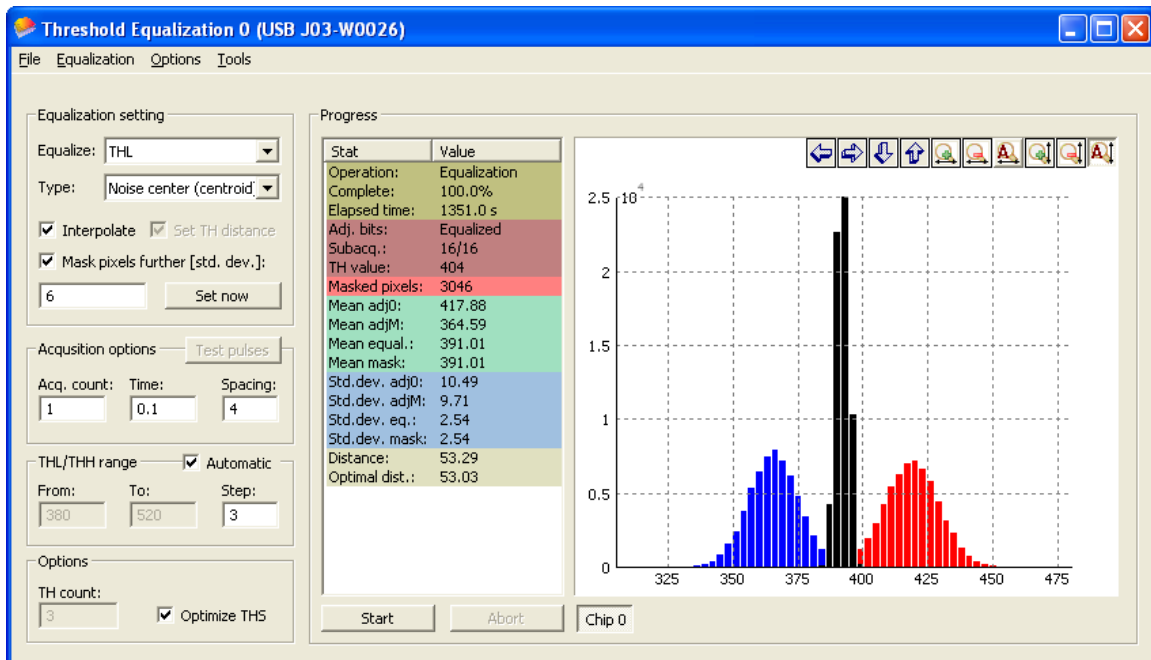 Threshold Equalization 0 (USB J03-W0026)
File Equalization Options Tools
Equalization setting
Equalize: THL
Type: Noise center (centroid)
Interpolate Set TH distance
Mask pixels further [std. dev.]:
6 Set now
Acqusition options Test pulses
Acq. count: Time: Spacing:
1 0.1 4
THL/THH range Automatic
From: To: Step:
380 520 3
Options
TH count:
3 Optimize THS
Progress
Stat Value
Operation: Equalization
Complete: 100.0%
Elapsed time: 1351.0 s
Adj. bits: Equalized
Subacq.: 16/16
TH value: 404
Masked pixels: 3046
Mean adj0: 417.88
Mean adjM: 364.59
Mean equal.: 391.01
Mean mask: 391.01
Std.dev. adj0: 10.49
Std.dev. adjM: 9.71
Std.dev. eq.: 2.54
Std.dev. mask: 2.54
Distance: 53.29
Optimal dist.: 53.03
Start Abort
A A
2.5 10^4
2
1.5
1
0.5
0
325 350 375 400 425 450 475
Chip 0